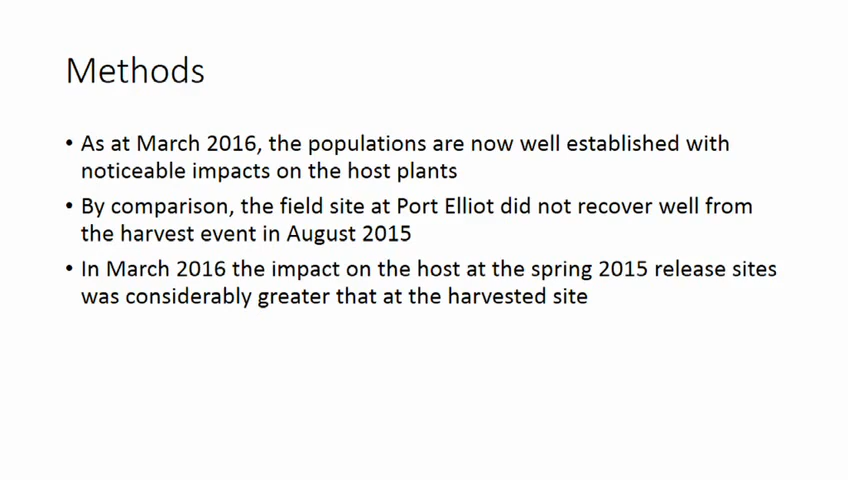 Methods
• As at March 2016, the populations are now well established with
noticeable impacts on the host plants
• By comparison, the field site at Port Elliot did not recover well from
the harvest event in August 2015
• In March 2016 the impact on the host at the spring 2015 release sites
was considerably greater that at the harvested site